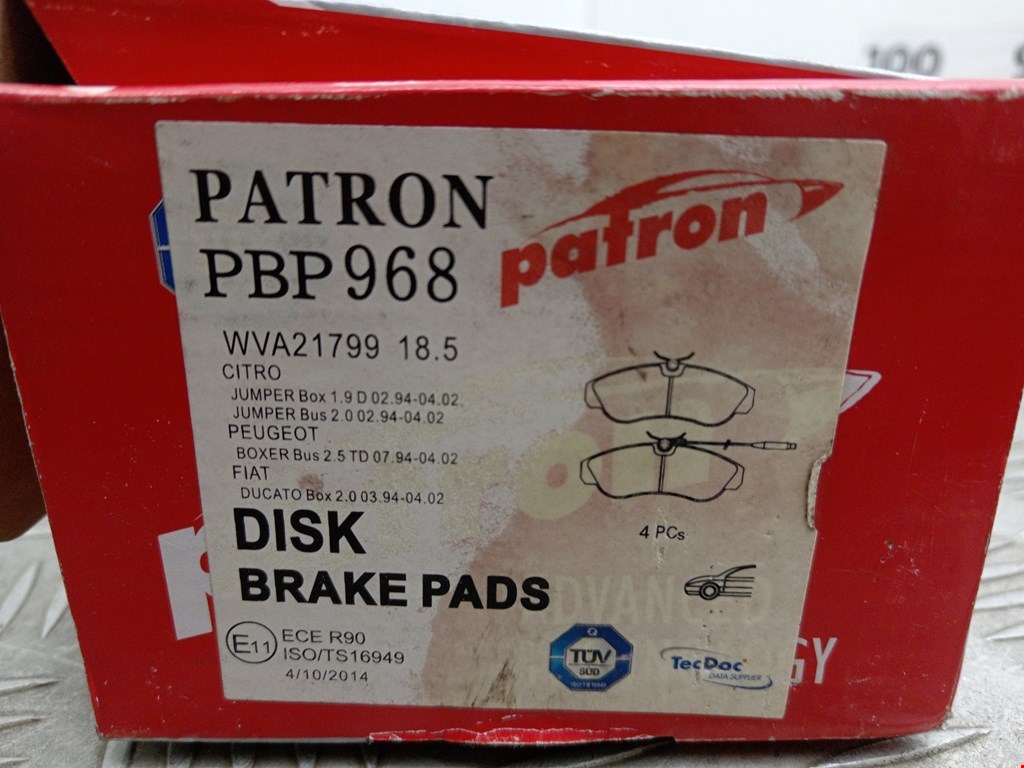 100
PATRON
PBP968
patron
WVA21799 18.5
CITRO
JUMPER Box 1.9 D 02.94-04.02
JUMPER Bus 2.0 02.94-04.02
PEUGEOT
BOXER Bus 2.5 TD 07.94-04.02
FIAT
DUCATO Box 2.0 03.94-04.02
4 PCs
DISK
BRAKE PADS
ADVANCED
GY
E11
ECE R90
ISO/TS16949
4/10/2014
Q
TÜV
SÜD
TecDoc
DATA SUPPLIER